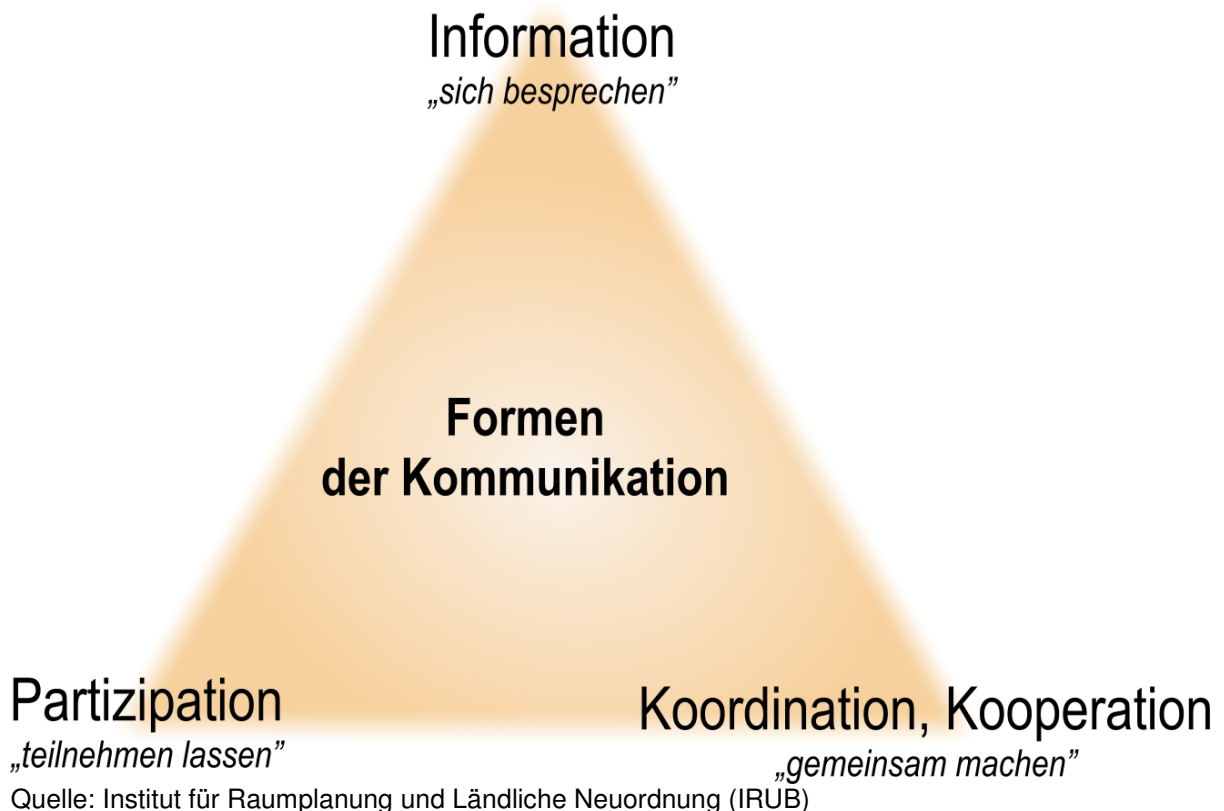 Information
„sich besprechen”
Formen
der Kommunikation
Partizipation
„teilnehmen lassen”
Koordination, Kooperation
„gemeinsam machen”
Quelle: Institut für Raumplanung und Ländliche Neuordnung (IRUB)